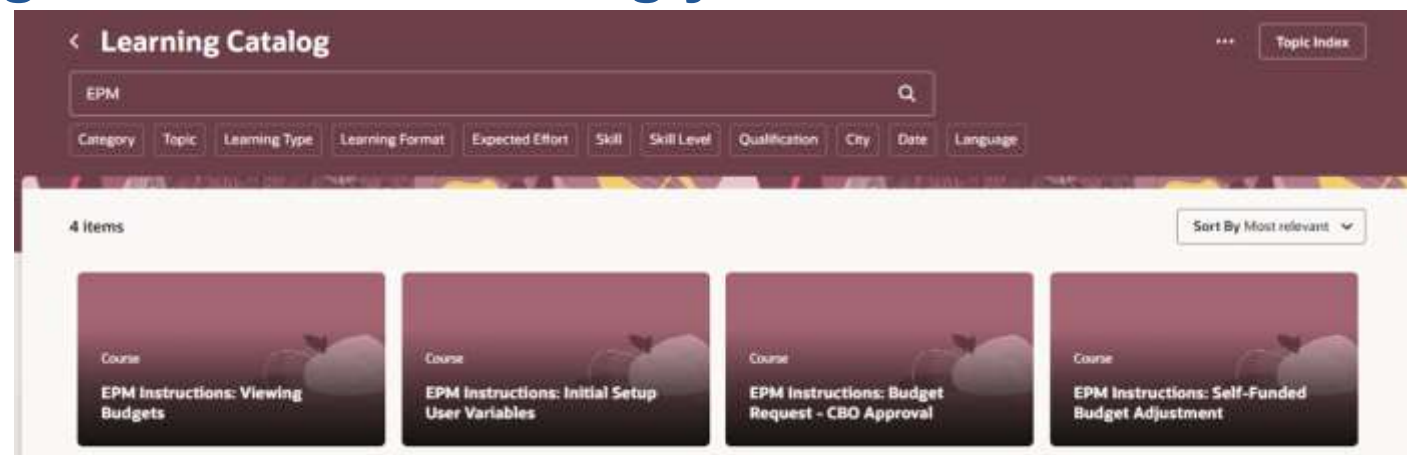 Learning Catalog
Topic Index
EPM
Category Topic Learning Type Learning Format Expected Effort Skill Skill Level Qualification City Date Language
4 items
Sort By Most relevant
Course
EPM Instructions: Viewing
Budgets
Course
EPM Instructions: Initial Setup
User Variables
Course
EPM Instructions: Budget
Request - CBO Approval
Course
EPM Instructions: Self-Funded
Budget Adjustment